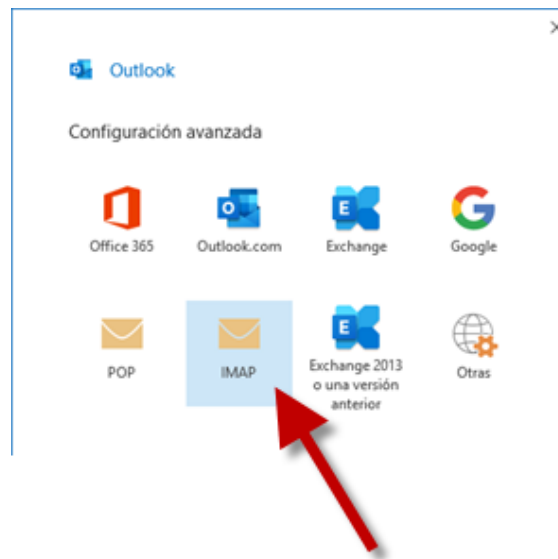 Outlook
Configuración avanzada
Office 365
Outlook.com
Exchange
Google
POP
IMAP
Exchange 2013
o una versión
anterior
Otras